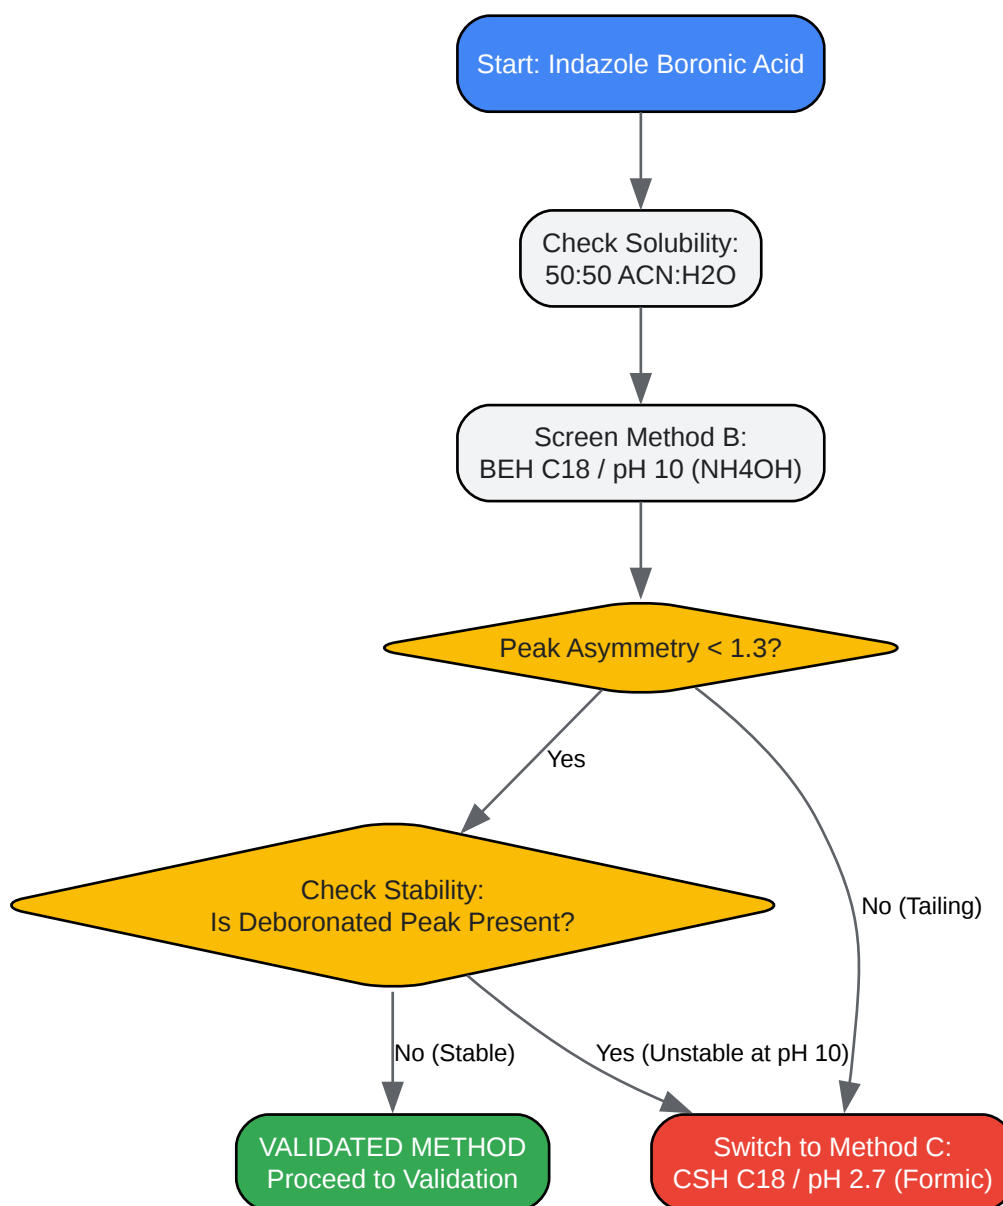 Start: Indazole Boronic Acid
Check Solubility:
50:50 ACN:H2O
Screen Method B:
BEH C18 / pH 10 (NH4OH)
Peak Asymmetry < 1.3?
Yes
Check Stability:
Is Deboronated Peak Present?
No (Tailing)
No (Stable)
Yes (Unstable at pH 10)
VALIDATED METHOD
Proceed to Validation
Switch to Method C:
CSH C18 / pH 2.7 (Formic)